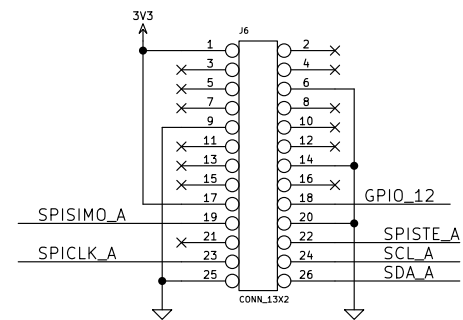 3V3
J6
1 2
3 4
5 6
7 8
9 10
11 12
13 14
15 16
17 18 GPIO_12
SPISIMO_A 19 20
21 22 SPISTE_A
SPICLK_A 23 24 SCL_A
25 26 SDA_A
CONN_13X2